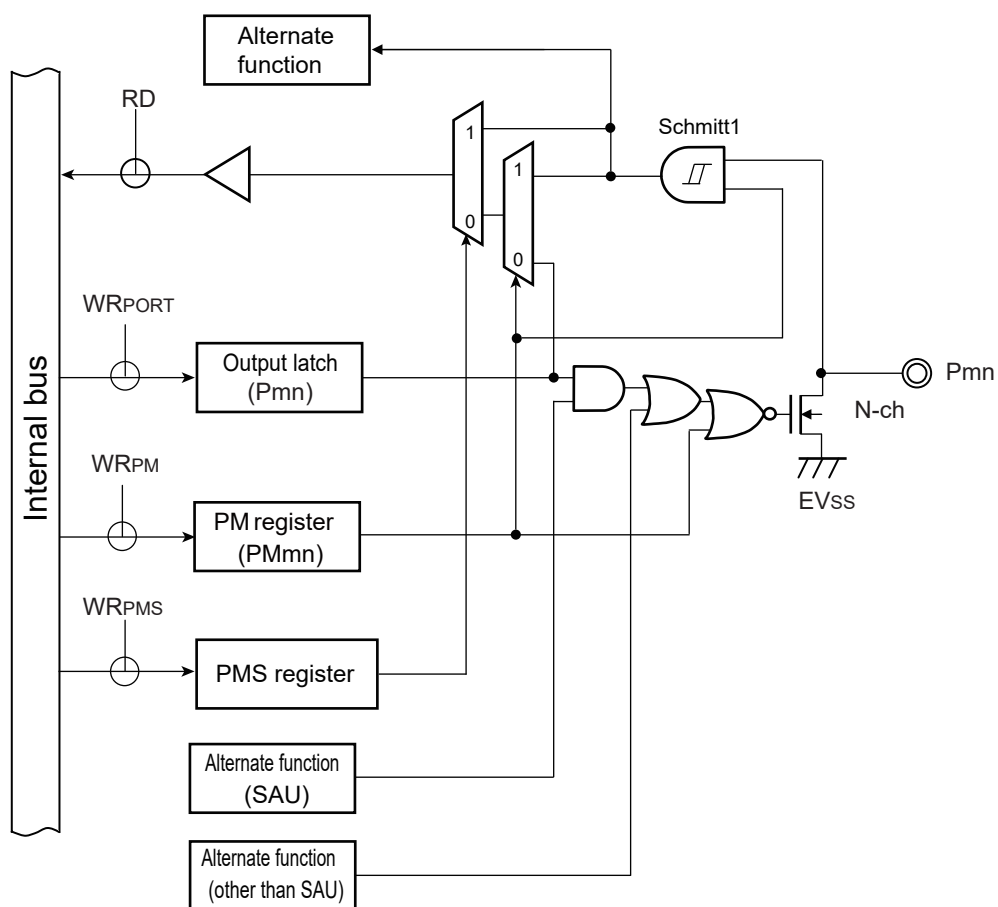 Alternate
function
RD
Schmitt1
1
1
0
0
WRPORT
Internal bus
Output latch
(Pmn)
Pmn
N-ch
WRPM
EVSS
PM register
(PMmn)
WRPMS
PMS register
Alternate function
(SAU)
Alternate function
(other than SAU)